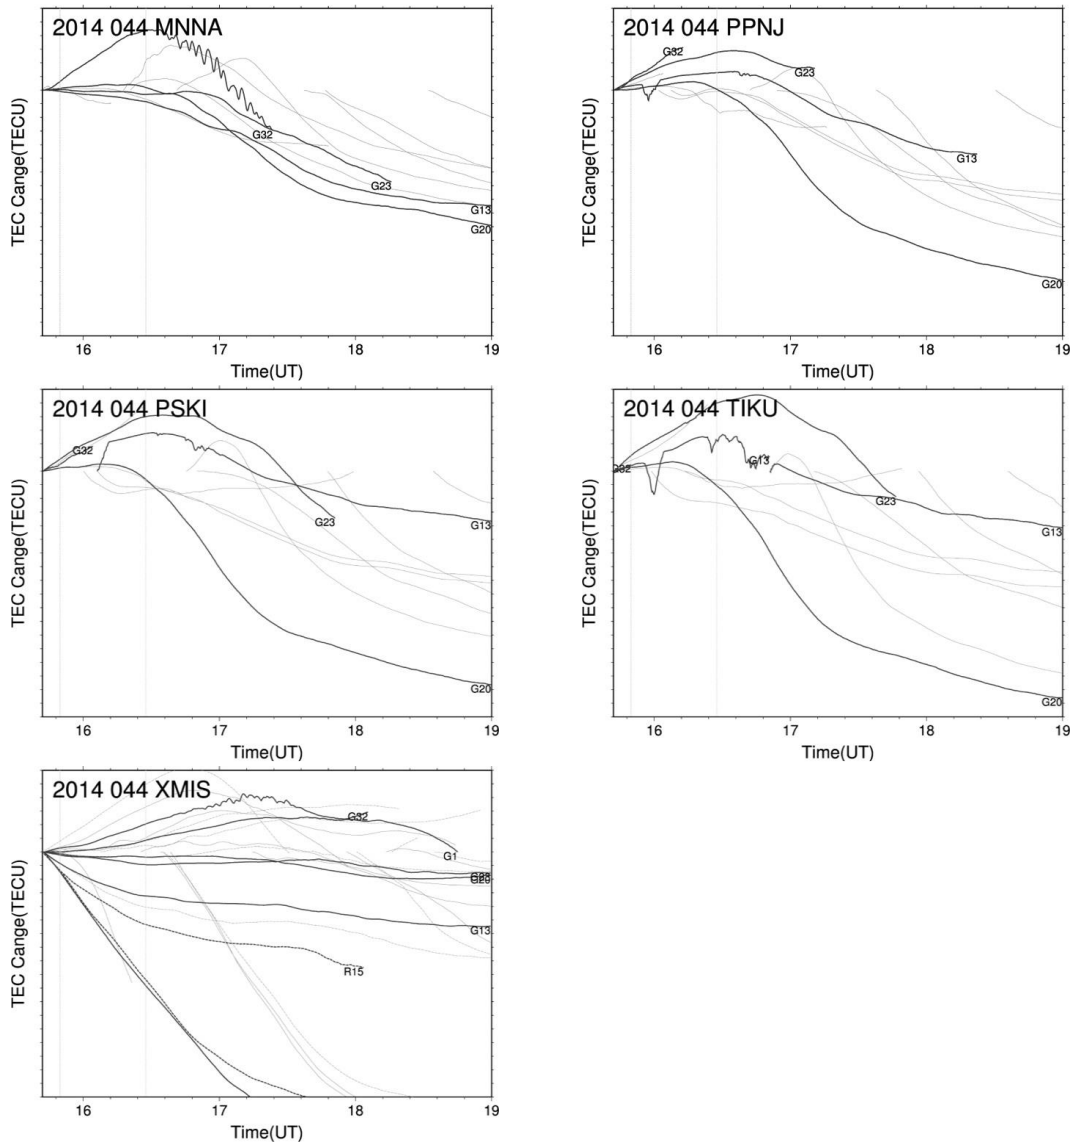 2014 044 MNNA
TEC Cange(TECU)
G32
G23
G13
G20
16 17 18 19
Time(UT)
2014 044 PPNJ
TEC Cange(TECU)
G32
G23
G13
G20
16 17 18 19
Time(UT)
2014 044 PSKI
TEC Cange(TECU)
G32
G23
G13
G20
16 17 18 19
Time(UT)
2014 044 TIKU
TEC Cange(TECU)
G32
G13
G23
G13
G20
16 17 18 19
Time(UT)
2014 044 XMIS
TEC Cange(TECU)
G32
G1
G13
R15
16 17 18 19
Time(UT)